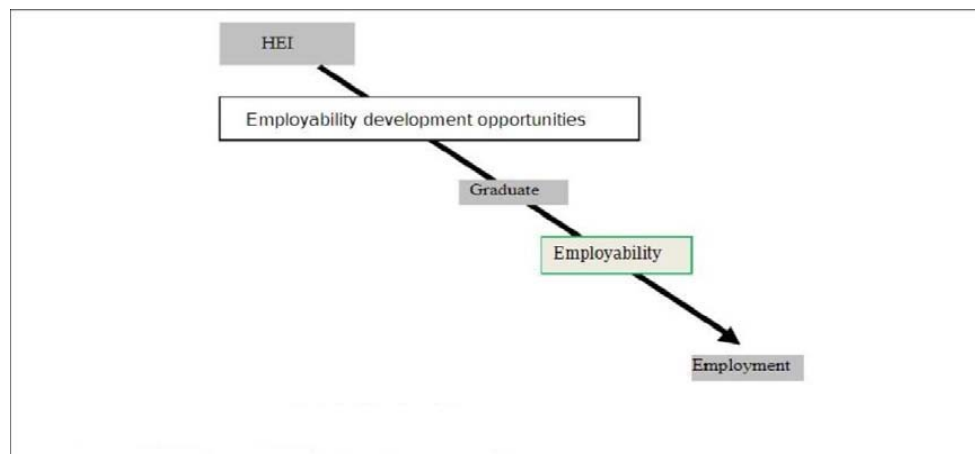 HEI
Employability development opportunities
Graduate
Employability
Employment